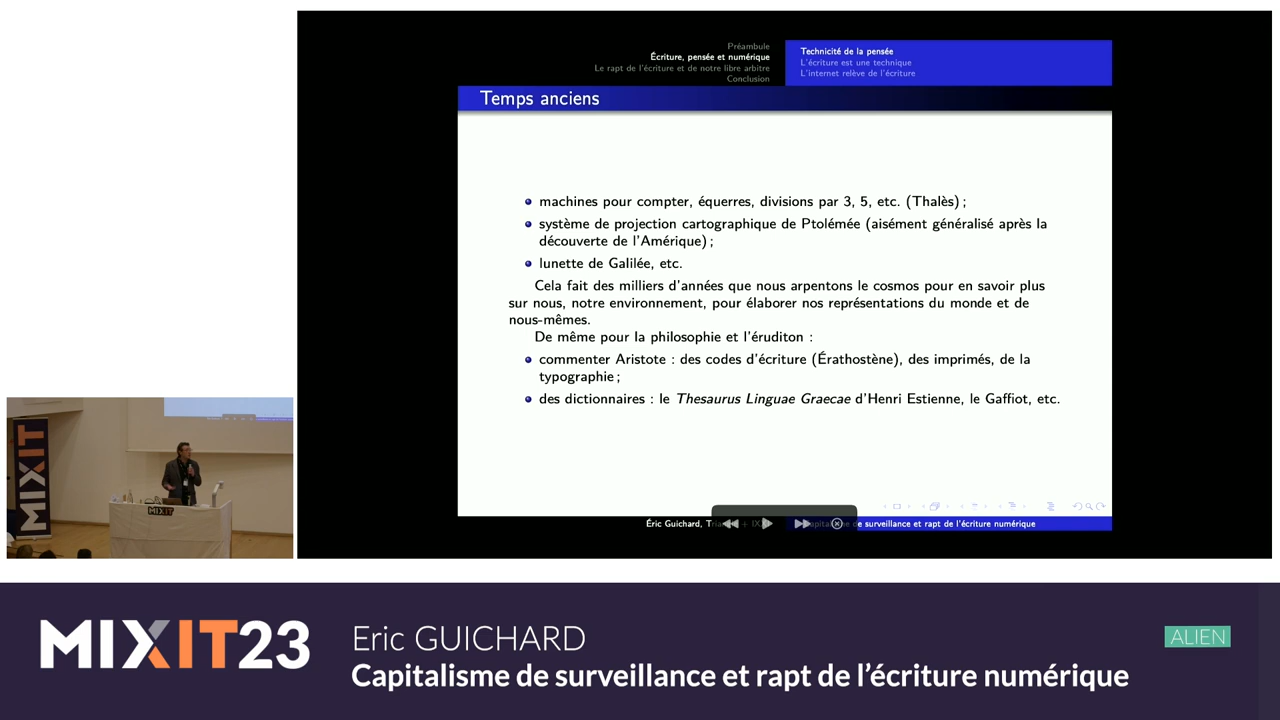 Préambule
Écriture, pensée et numérique
Le rapt de l'écriture et de notre libre arbitre
Conclusion
Technicité de la pensée
L'écriture est une technique
L'internet relève de l'écriture
Temps anciens
machines pour compter, équerres, divisions par 3, 5, etc. (Thalès) ;
système de projection cartographique de Ptolémée (aisément généralisé après la
découverte de l'Amérique) ;
lunette de Galilée, etc.
Cela fait des milliers d'années que nous arpentons le cosmos pour en savoir plus
sur nous, notre environnement, pour élaborer nos représentations du monde et de
nous-mêmes.
De même pour la philosophie et l'éruditon :
commenter Aristote : des codes d'écriture (Érathostène), des imprimés, de la
typographie ;
des dictionnaires : le Thesaurus Linguae Graecae d'Henri Estienne, le Gaffiot, etc.
Éric Guichard,
de surveillance et rapt de l'écriture numérique
MIXIT
MIXIT
MIXIT23
Eric GUICHARD
ALIEN
Capitalisme de surveillance et rapt de l'écriture numérique